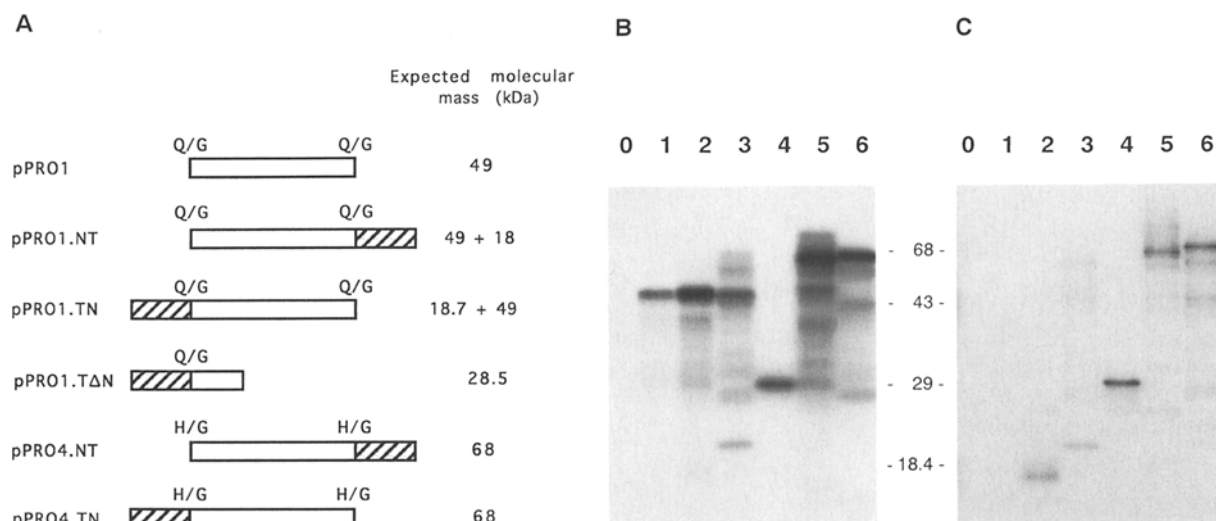 A
B
C
Expected molecular
mass (kDa)
0 1 2 3 4 5 6
0 1 2 3 4 5 6
Q/G Q/G
pPRO1
49
Q/G Q/G
pPRO1.NT
49 + 18
Q/G Q/G
pPRO1.TN
18.7 + 49
Q/G
pPRO1.TΔN
28.5
H/G H/G
pPRO4.NT
68
H/G H/G
pPRO4.TN
68
- 68 -
- 43 -
- 29 -
- 18.4 -